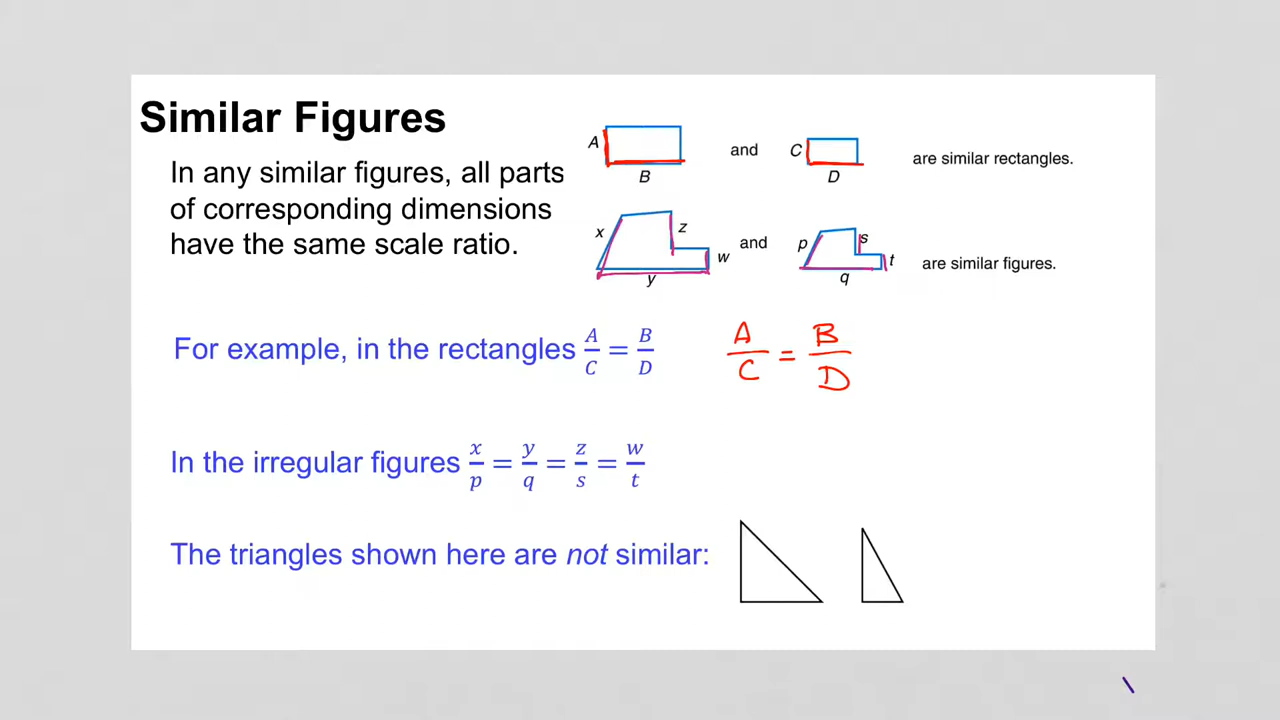 Similar Figures
In any similar figures, all parts
of corresponding dimensions
have the same scale ratio.
A
B
and
C
D
are similar rectangles.
x
z
w
y
and
p
s
t
q
are similar figures.
For example, in the rectangles A/C = B/D
A/C = B/D
In the irregular figures x/p = y/q = z/s = w/t
The triangles shown here are not similar: